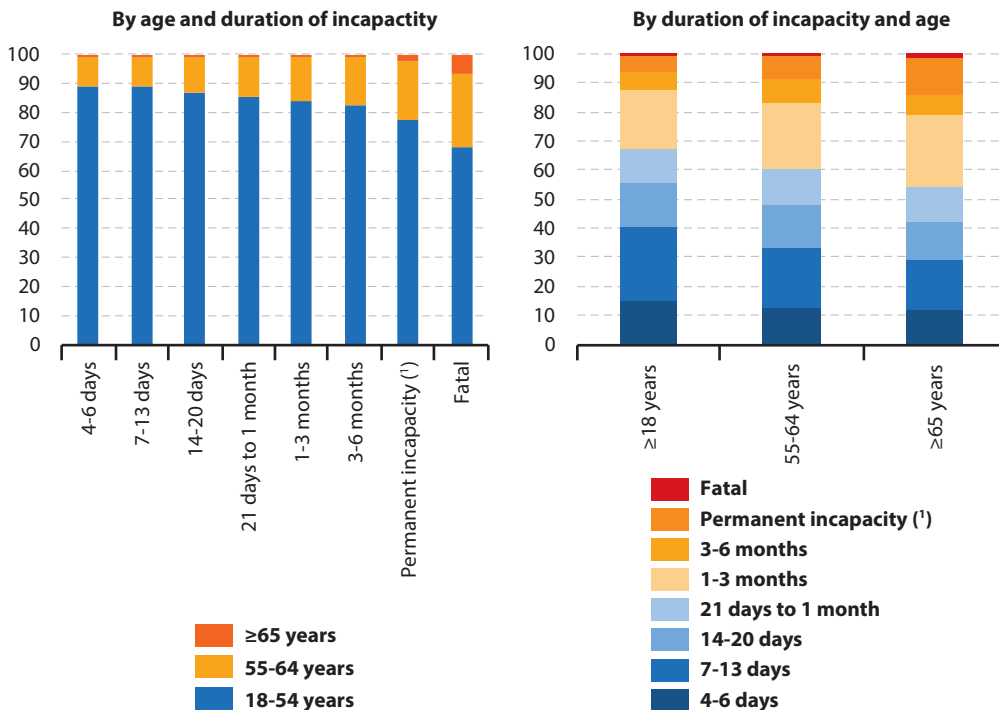 By age and duration of incapactity
100
90
80
70
60
50
40
30
20
10
0
4-6 days
7-13 days
14-20 days
21 days to 1 month
1-3 months
3-6 months
Permanent incapacity (¹)
Fatal
≥65 years
55-64 years
18-54 years
By duration of incapacity and age
100
90
80
70
60
50
40
30
20
10
0
≥18 years
55-64 years
≥65 years
Fatal
Permanent incapacity (¹)
3-6 months
1-3 months
21 days to 1 month
14-20 days
7-13 days
4-6 days